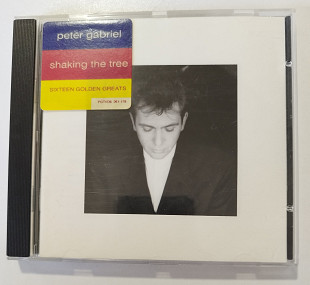 peter gabriel
shaking the tree
SIXTEEN GOLDEN GREATS